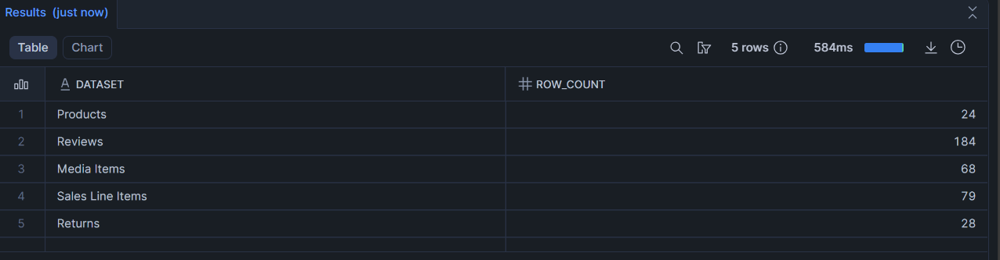 Results (just now)
Table Chart 5 rows 584ms
A DATASET # ROW_COUNT
1 Products 24
2 Reviews 184
3 Media Items 68
4 Sales Line Items 79
5 Returns 28